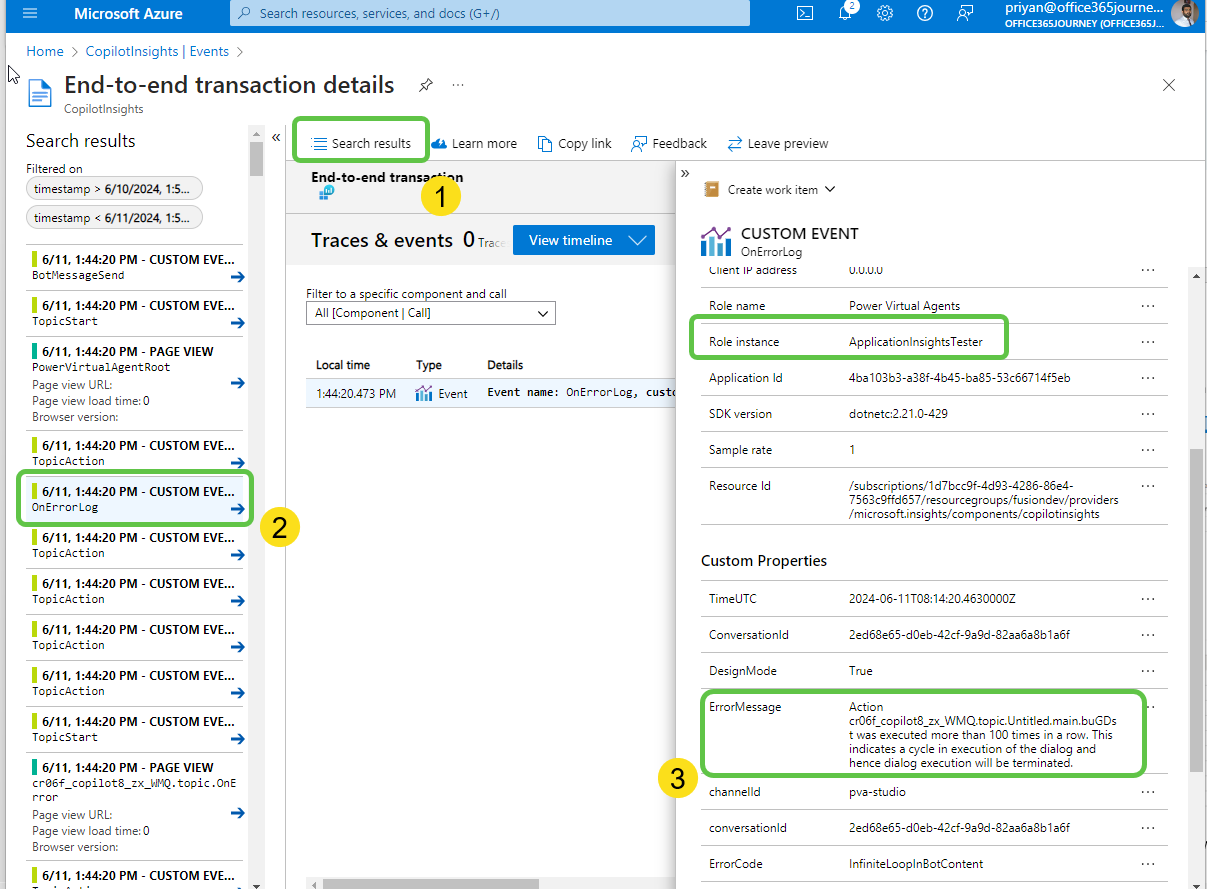 Microsoft Azure
Search resources, services, and docs (G+/)
2
priyan@office365journe...
OFFICE365JOURNEY (OFFICE365J...
Home > CopilotInsights | Events >
End-to-end transaction details
...
CopilotInsights
Search results
Filtered on
timestamp > 6/10/2024, 1:5...
timestamp < 6/11/2024, 1:5...
6/11, 1:44:20 PM - CUSTOM EVE...
BotMessageSend
6/11, 1:44:20 PM - CUSTOM EVE...
TopicStart
6/11, 1:44:20 PM - PAGE VIEW
PowerVirtualAgentRoot
Page view URL:
Page view load time: 0
Browser version:
6/11, 1:44:20 PM - CUSTOM EVE...
TopicAction
6/11, 1:44:20 PM - CUSTOM EVE...
OnErrorLog
2
6/11, 1:44:20 PM - CUSTOM EVE...
TopicAction
6/11, 1:44:20 PM - CUSTOM EVE...
TopicAction
6/11, 1:44:20 PM - CUSTOM EVE...
TopicAction
6/11, 1:44:20 PM - CUSTOM EVE...
TopicAction
6/11, 1:44:20 PM - CUSTOM EVE...
TopicStart
6/11, 1:44:20 PM - PAGE VIEW
cr06f_copilot8_zx_WMQ.topic.OnE
rror
Page view URL:
Page view load time: 0
Browser version:
6/11, 1:44:20 PM - CUSTOM EVE...
«
Search results
Learn more
Copy link
Feedback
Leave preview
End-to-end transaction
1
Traces & events 0 Trace
View timeline
Filter to a specific component and call
All [Component | Call]
Local time Type Details
1:44:20.473 PM Event Event name: OnErrorLog, custo
»
Create work item
CUSTOM EVENT
OnErrorLog
Client IP address 0.0.0.0 ...
Role name Power Virtual Agents ...
Role instance ApplicationInsightsTester ...
Application Id 4ba103b3-a38f-4b45-ba85-53c66714f5eb ...
SDK version dotnetc:2.21.0-429 ...
Sample rate 1 ...
Resource Id /subscriptions/1d7bcc9f-4d93-4286-86e4- ...
7563c9ffd657/resourcegroups/fusiondev/providers
/microsoft.insights/components/copilotinsights
Custom Properties
TimeUTC 2024-06-11T08:14:20.4630000Z ...
ConversationId 2ed68e65-d0eb-42cf-9a9d-82aa6a8b1a6f ...
DesignMode True ...
ErrorMessage Action
cr06f_copilot8_zx_WMQ.topic.Untitled.main.buGDs
t was executed more than 100 times in a row. This
indicates a cycle in execution of the dialog and
hence dialog execution will be terminated.
3
channelId pva-studio ...
conversationId 2ed68e65-d0eb-42cf-9a9d-82aa6a8b1a6f ...
ErrorCode InfiniteLoopInBotContent ...